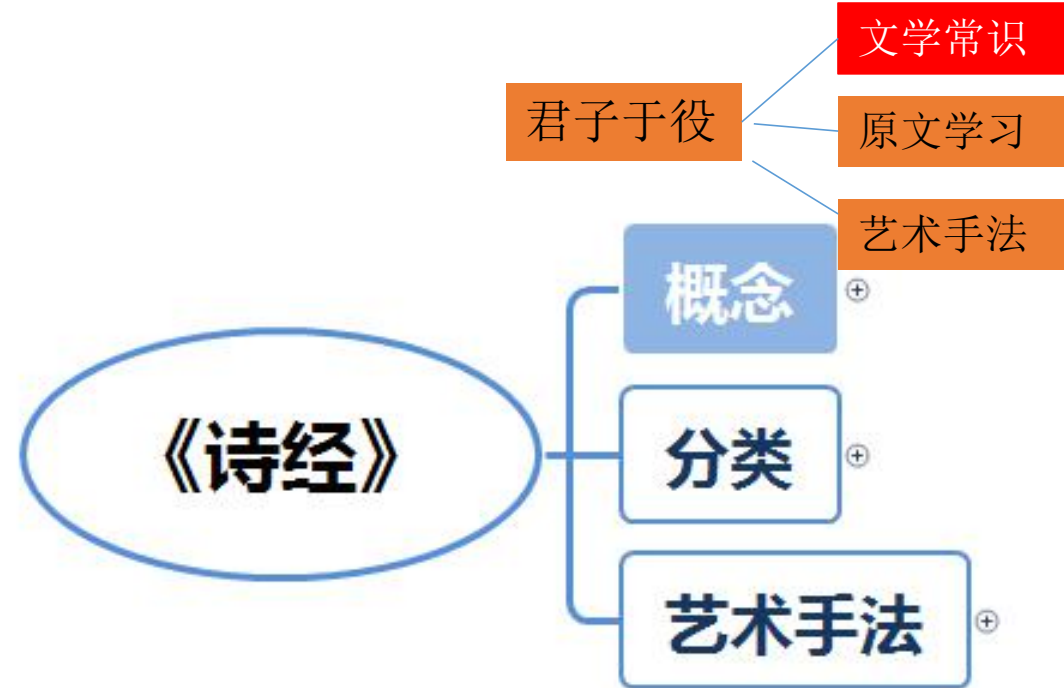 文学常识
君子于役
原文学习
艺术手法
概念
《诗经》
分类
艺术手法